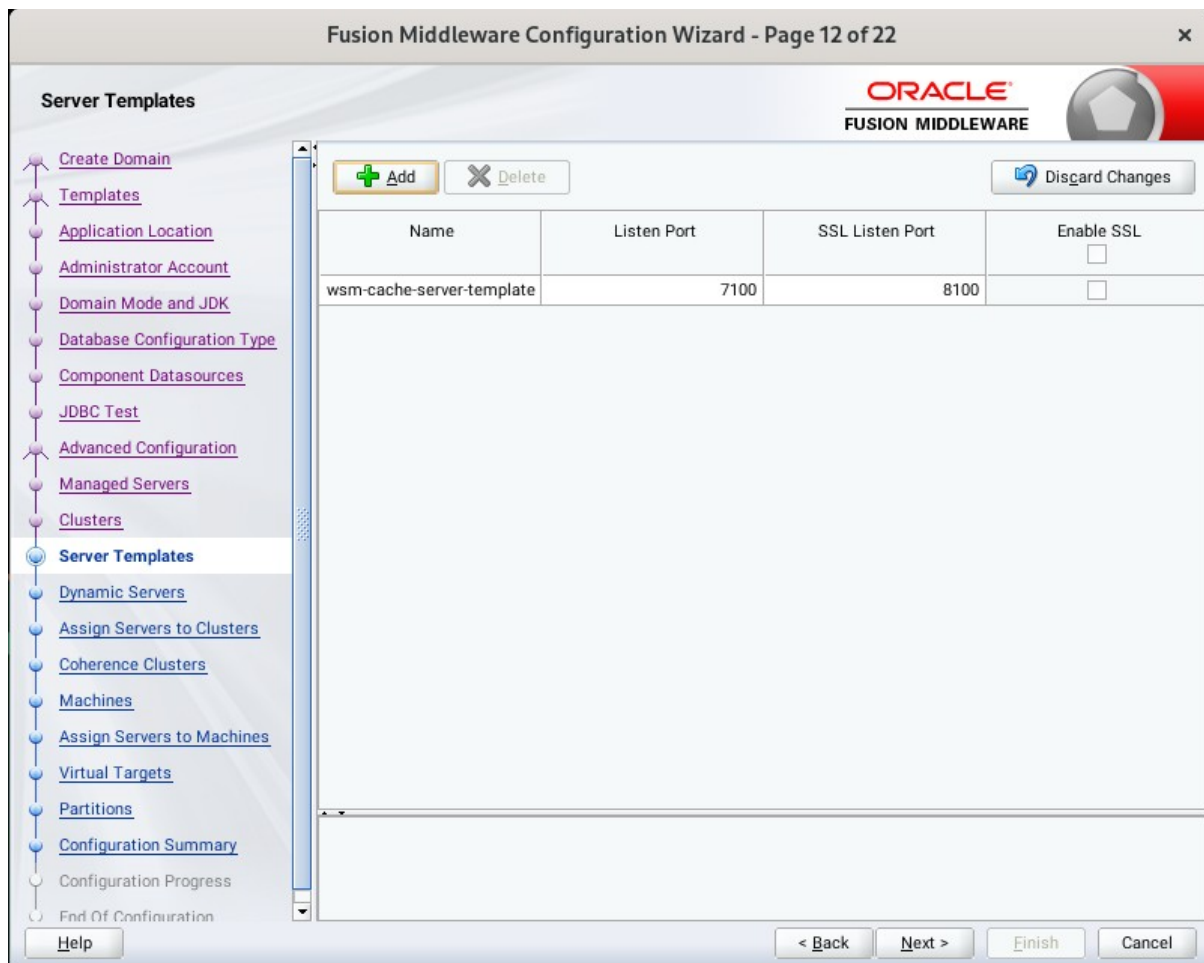 Fusion Middleware Configuration Wizard - Page 12 of 22
Server Templates
ORACLE
FUSION MIDDLEWARE
Create Domain
Templates
Application Location
Administrator Account
Domain Mode and JDK
Database Configuration Type
Component Datasources
JDBC Test
Advanced Configuration
Managed Servers
Clusters
Server Templates
Dynamic Servers
Assign Servers to Clusters
Coherence Clusters
Machines
Assign Servers to Machines
Virtual Targets
Partitions
Configuration Summary
Configuration Progress
End Of Configuration
Add Delete Discard Changes
Name Listen Port SSL Listen Port Enable SSL
wsm-cache-server-template 7100 8100
Help < Back Next > Finish Cancel